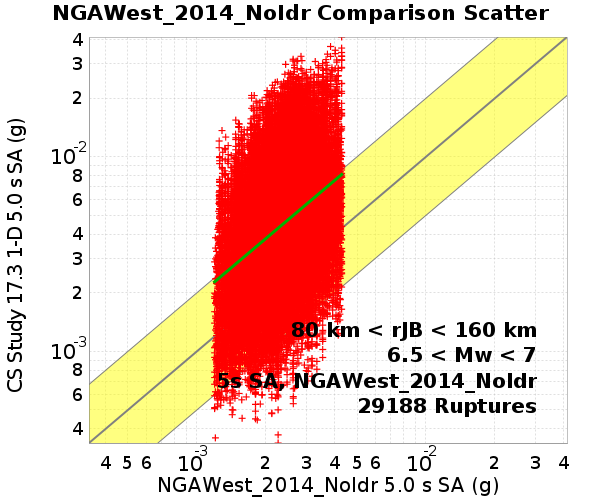 NGAWest_2014_NoIdr Comparison Scatter
CS Study 17.3 1-D 5.0 s SA (g)
4
3
2
10-2
8
6
4
3
2
10-3
8
6
4
80 km < rJB < 160 km
6.5 < Mw < 7
5s SA, NGAWest_2014_NoIdr
29188 Ruptures
4 5 6 10-3 2 3 4 5 6 10-2 2 3 4
NGAWest_2014_NoIdr 5.0 s SA (g)